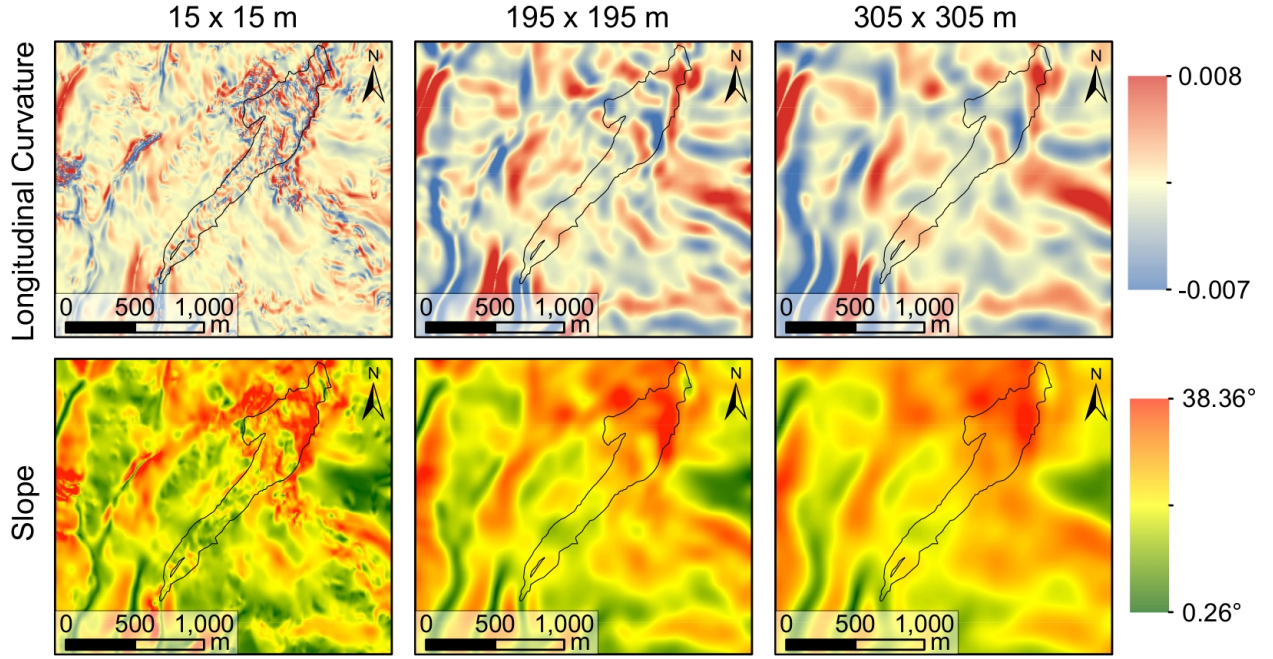 15 x 15 m
195 x 195 m
305 x 305 m
Longitudinal Curvature
N
N
N
0.008
-0.007
0 500 1,000
m
0 500 1,000
m
0 500 1,000
m
Slope
N
N
N
38.36°
0.26°
0 500 1,000
m
0 500 1,000
m
0 500 1,000
m